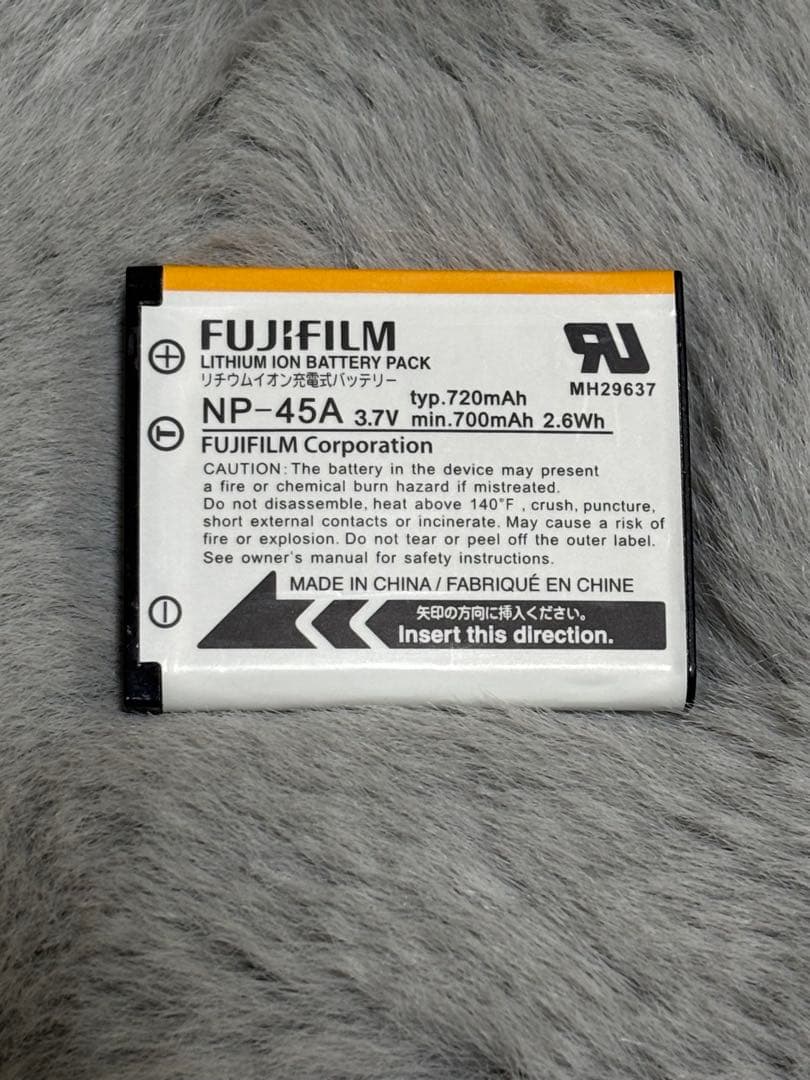 FUJIFILM
LITHIUM ION BATTERY PACK
リチウムイオン充電式バッテリー
NP-45A 3.7V typ.720mAh min.700mAh 2.6Wh
MH29637
FUJIFILM Corporation
CAUTION: The battery in the device may present
a fire or chemical burn hazard if mistreated.
Do not disassemble, heat above 140°F, crush, puncture,
short external contacts or incinerate. May cause a risk of
fire or explosion. Do not tear or peel off the outer label.
See owner's manual for safety instructions.
MADE IN CHINA / FABRIQUÉ EN CHINE
矢印の方向に挿入ください。
Insert this direction.
+
T
−